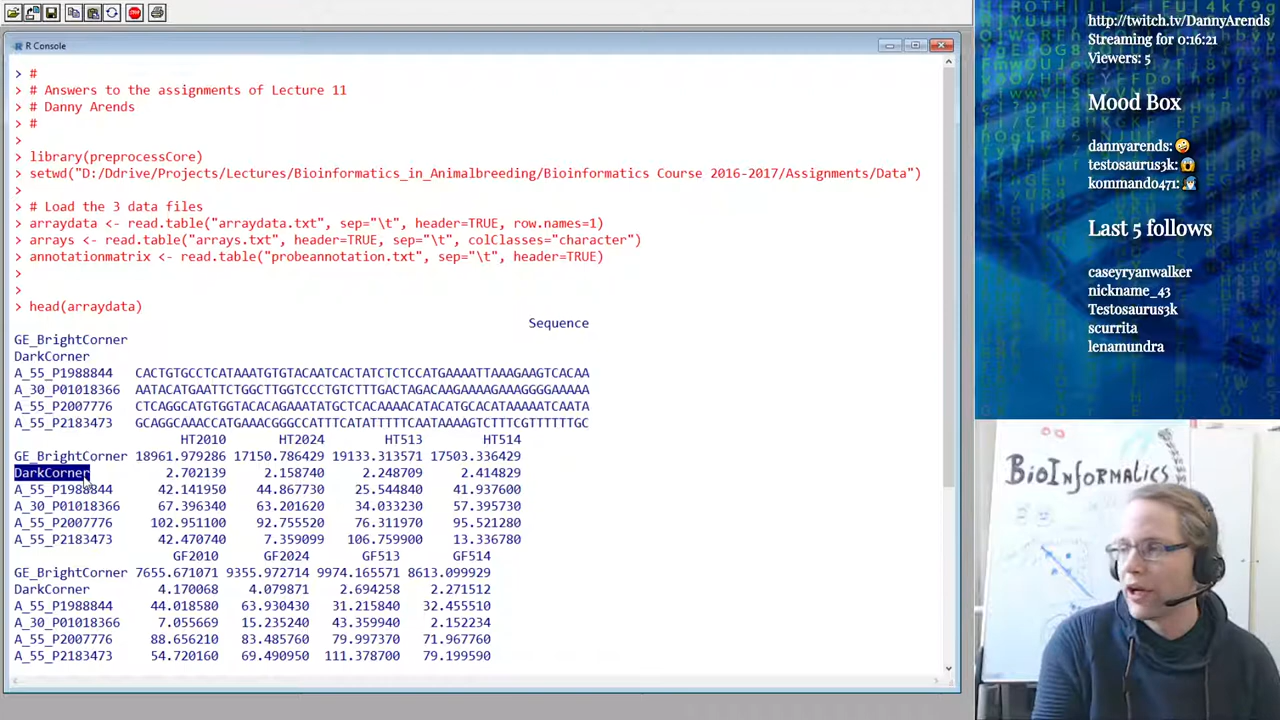 R R Console
> #
> # Answers to the assignments of Lecture 11
> # Danny Arends
> #
>
> library(preprocessCore)
> setwd("D:/Ddrive/Projects/Lectures/Bioinformatics_in_Animalbreeding/Bioinformatics Course 2016-2017/Assignments/Data")
>
> # Load the 3 data files
> arraydata <- read.table("arraydata.txt", sep="\t", header=TRUE, row.names=1)
> arrays <- read.table("arrays.txt", header=TRUE, sep="\t", colClasses="character")
> annotationmatrix <- read.table("probeannotation.txt", sep="\t", header=TRUE)
>
>
> head(arraydata)
Sequence
GE_BrightCorner
DarkCorner
A_55_P1988844 CACTGTGCCTCATAAATGTGTACAATCACTATCTCTCCATGAAAATTAAAGAAGTCACAA
A_30_P01018366 AATACATGAATTCTGGCTTGGTCCCTGTCTTTGACTAGACAAGAAAAGAAAGGGGAAAAA
A_55_P2007776 CTCAGGCATGTGGTACACAGAAATATGCTCACAAAACATACATGCACATAAAAATCAATA
A_55_P2183473 GCAGGCAAACCATGAAACGGGCCATTTCATATTTTTCAATAAAAGTCTTTCGTTTTTTGC
HT2010 HT2024 HT513 HT514
GE_BrightCorner 18961.979286 17150.786429 19133.313571 17503.336429
DarkCorner 2.702139 2.158740 2.248709 2.414829
A_55_P1988844 42.141950 44.867730 25.544840 41.937600
A_30_P01018366 67.396340 63.201620 34.033230 57.395730
A_55_P2007776 102.951100 92.755520 76.311970 95.521280
A_55_P2183473 42.470740 7.359099 106.759900 13.336780
GF2010 GF2024 GF513 GF514
GE_BrightCorner 7655.671071 9355.972714 9974.165571 8613.099929
DarkCorner 4.170068 4.079871 2.694258 2.271512
A_55_P1988844 44.018580 63.930430 31.215840 32.455510
A_30_P01018366 7.055669 15.235240 43.359940 2.152234
A_55_P2007776 88.656210 83.485760 79.997370 71.967760
A_55_P2183473 54.720160 69.490950 111.378700 79.199590
http://twitch.tv/DannyArends
Streaming for 0:16:21
Viewers: 5
Mood Box
dannyarends:
testosaurus3k:
kommando471:
Last 5 follows
caseyryanwalker
nickname_43
Testosaurus3k
scurrita
lenamundra
BIOINFORMATICS